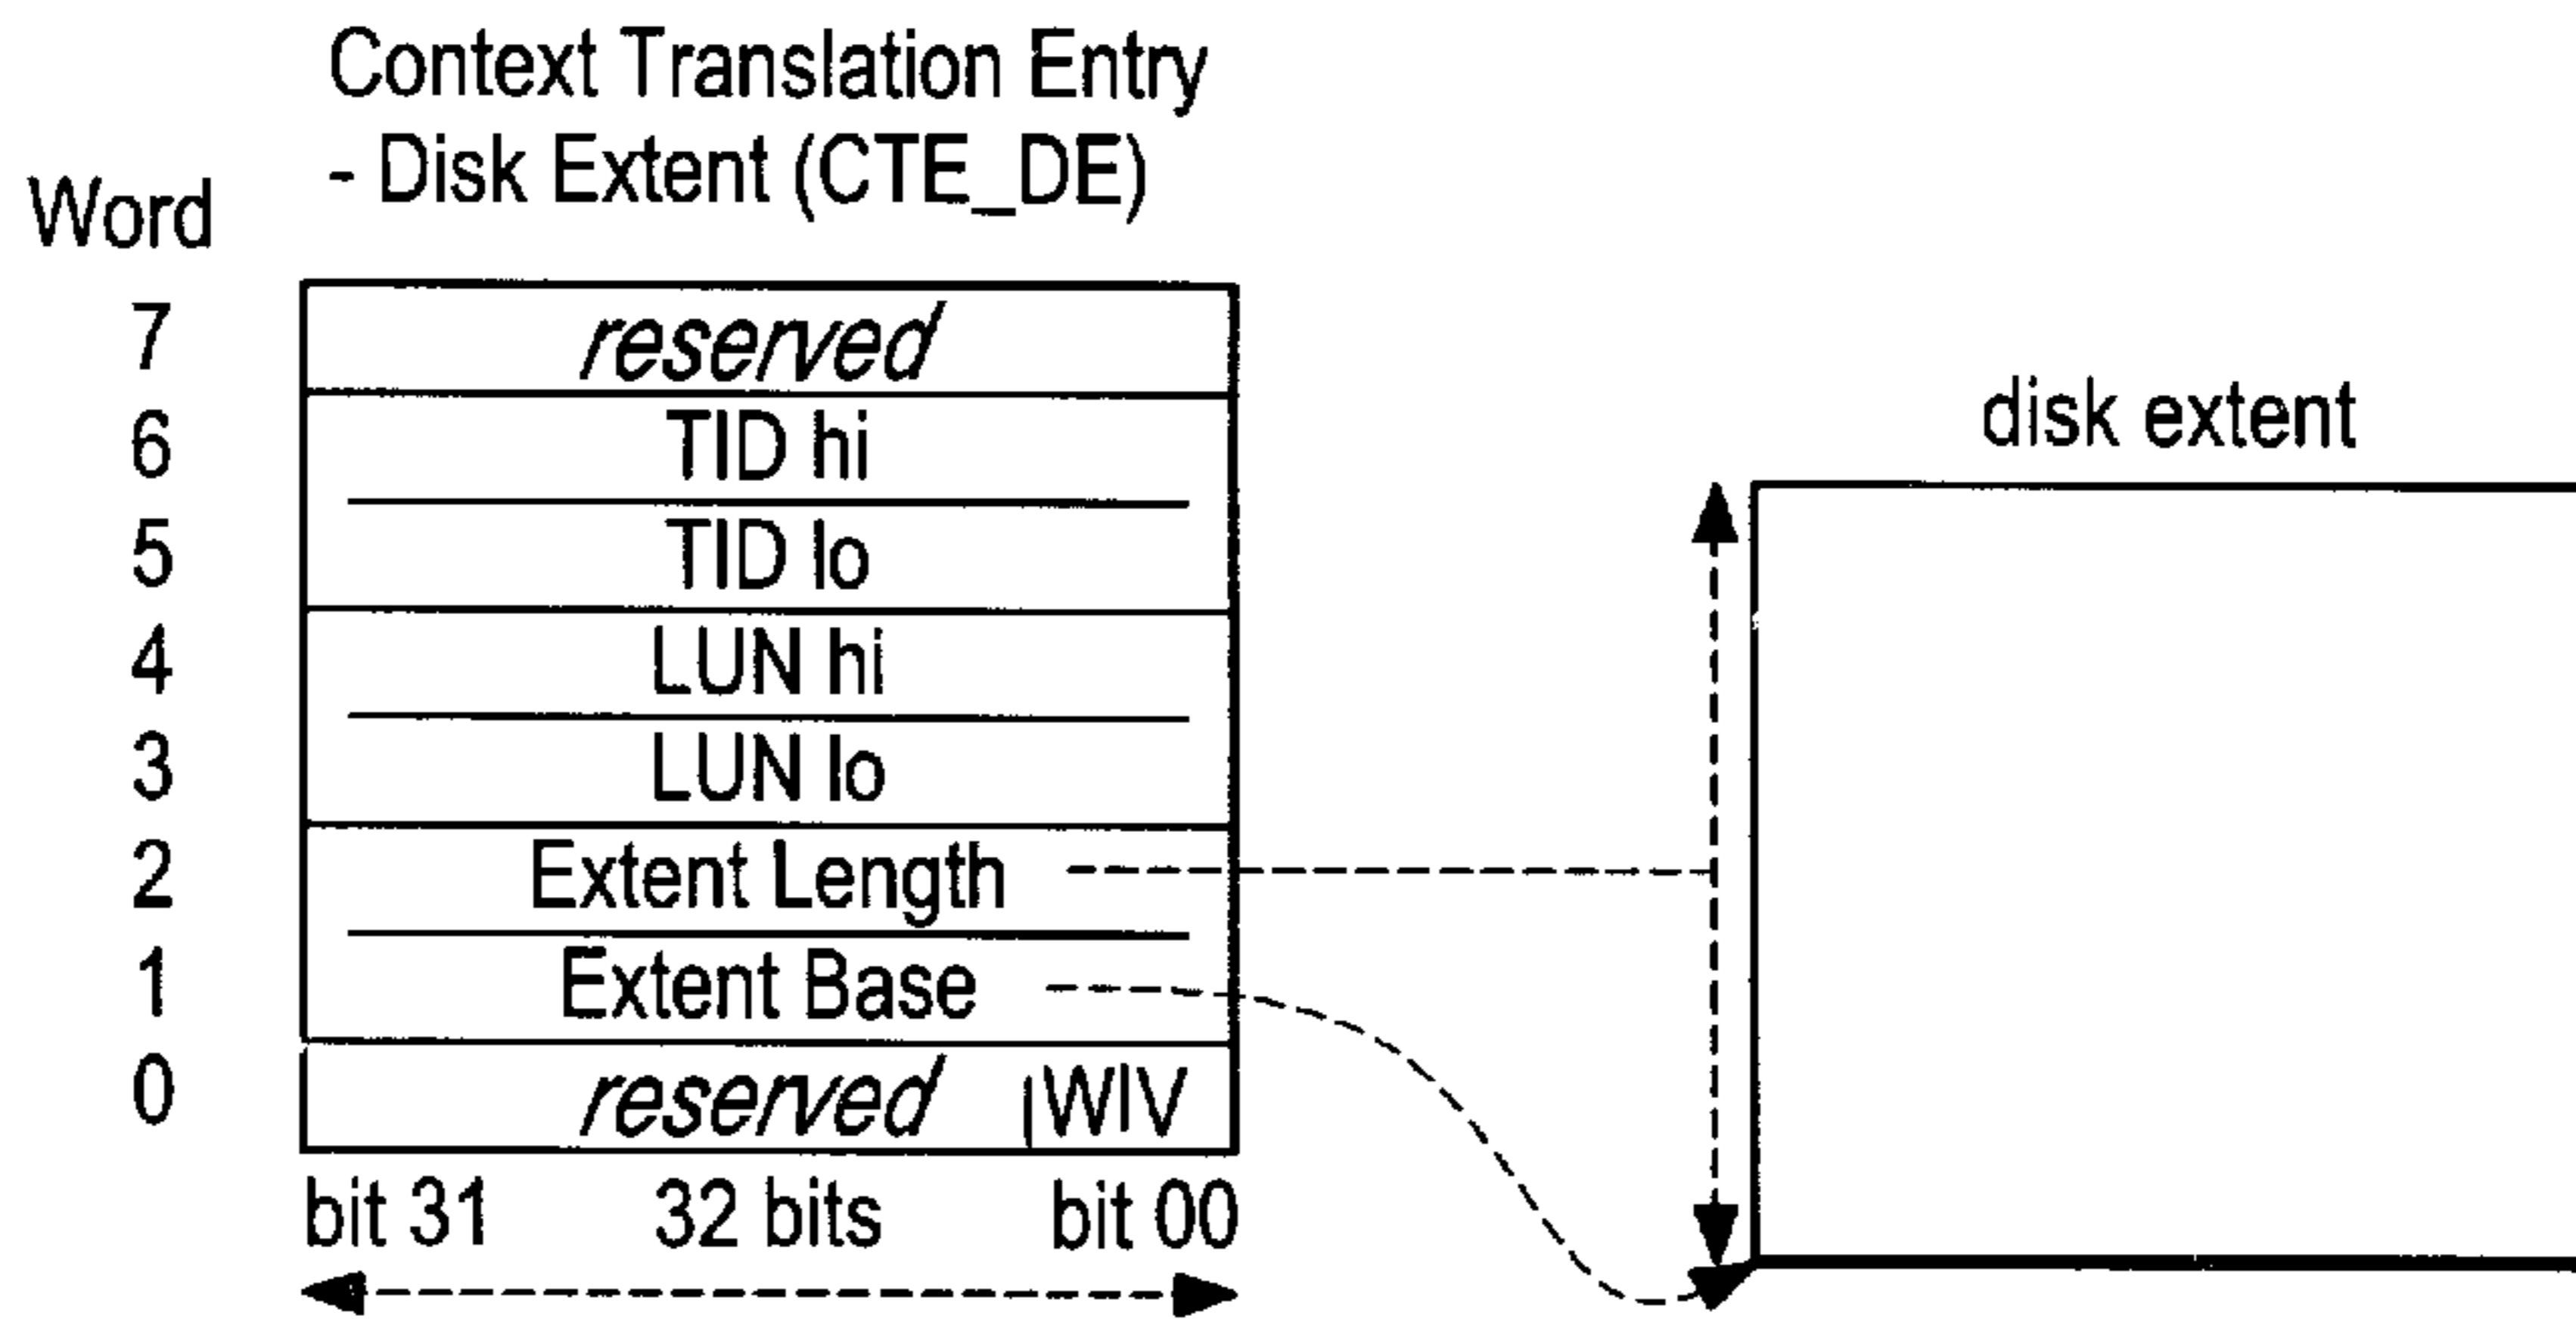 Context Translation Entry
- Disk Extent (CTE_DE)
Word
7 reserved
6 TID hi
5 TID lo
4 LUN hi
3 LUN lo
2 Extent Length
1 Extent Base
0 reserved |WIV
bit 31 32 bits bit 00
disk extent